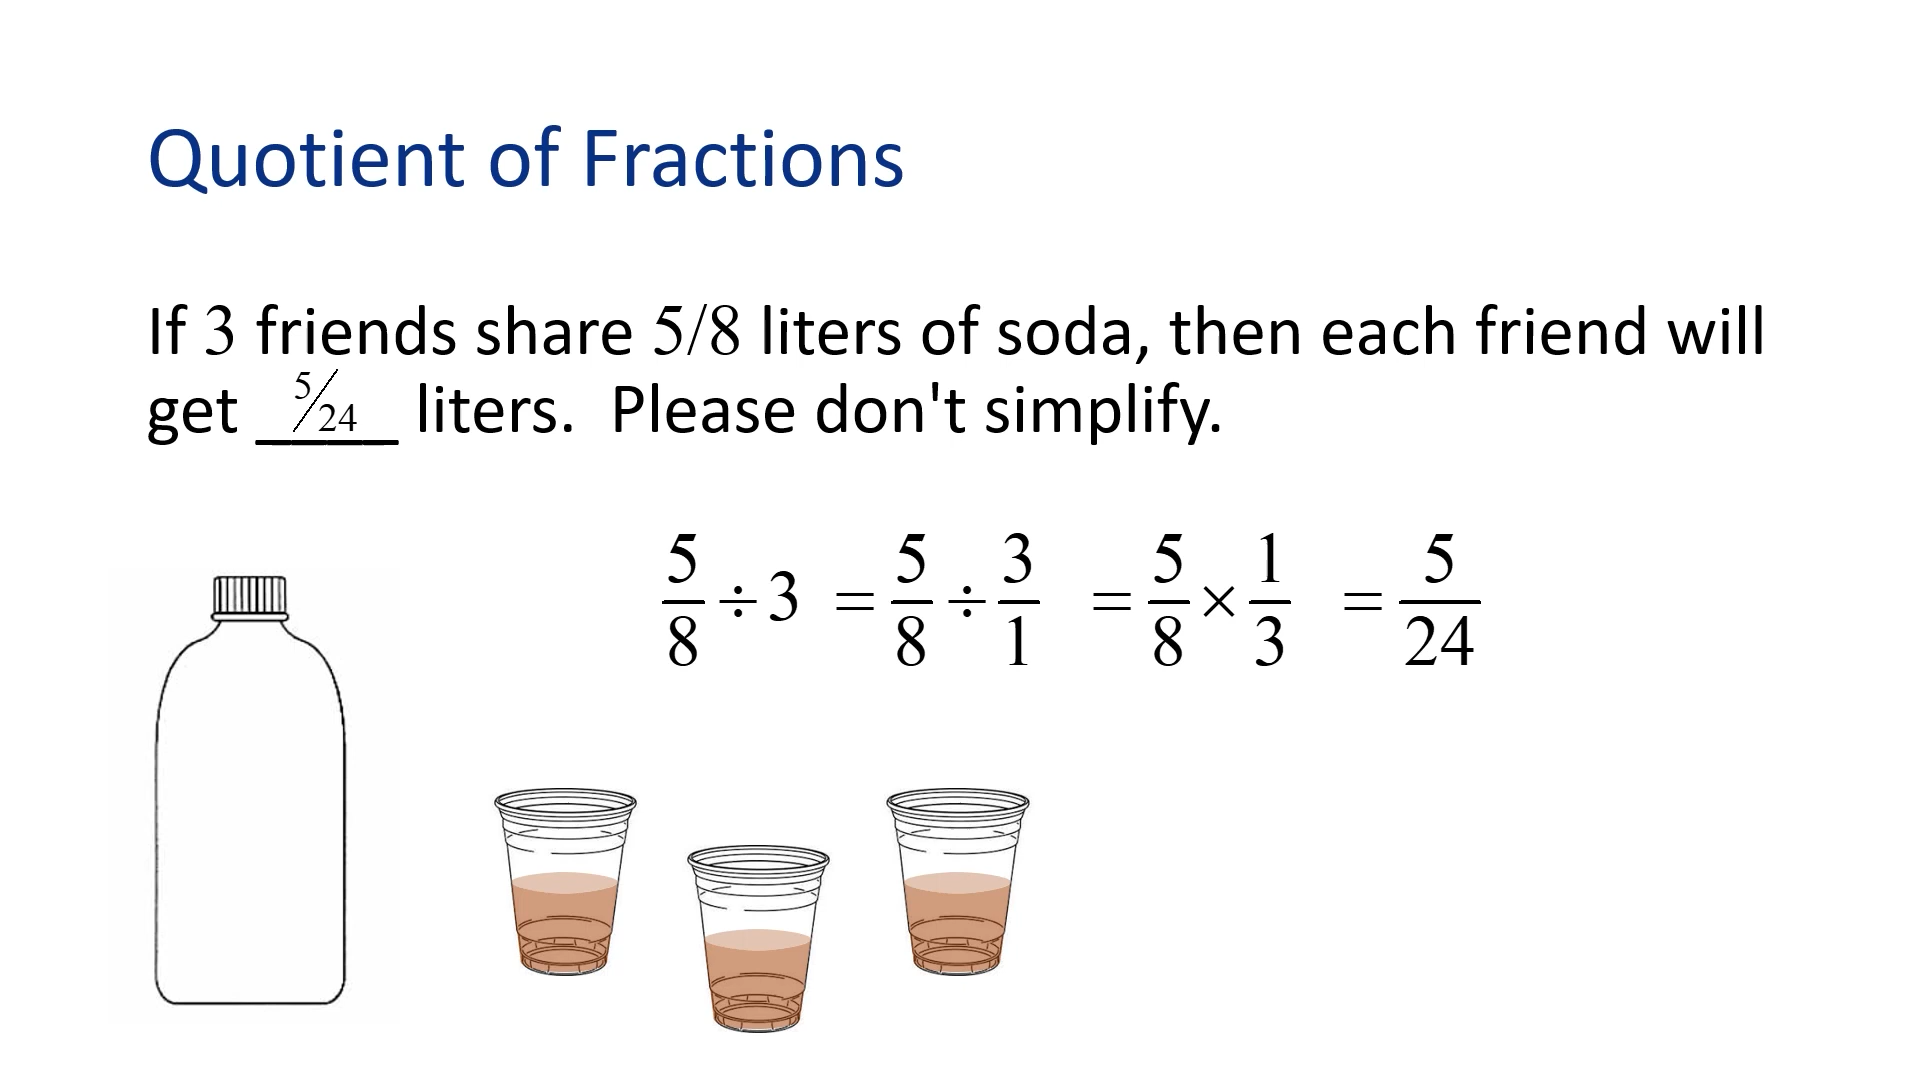 Quotient of Fractions
If 3 friends share 5/8 liters of soda, then each friend will
get 5/24 liters. Please don't simplify.
5/8 ÷ 3 = 5/8 ÷ 3/1 = 5/8 × 1/3 = 5/24